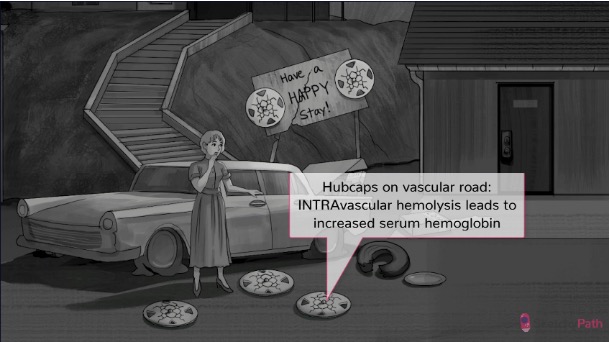 Have a
HAPPY
Stay!
Hubcaps on vascular road:
INTRAvascular hemolysis leads to
increased serum hemoglobin
Path